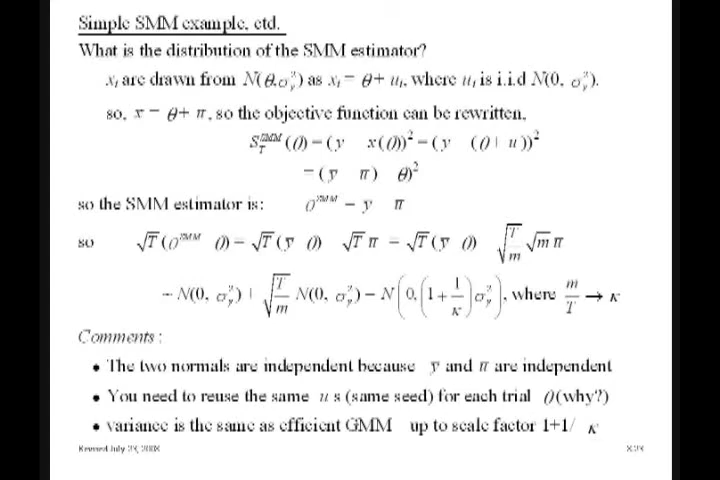 Simple SMM example, ctd.
What is the distribution of the SMM estimator?
x_t are drawn from N(θ,σ_y²) as x_t = θ + u_t, where u_t is i.i.d N(0, σ_y²).
so, x̄ = θ + ū, so the objective function can be rewritten,
S_T^SMM(θ) = (ȳ x̄(θ))² = (ȳ (θ + ū))²
= (ȳ ū) θ)²
so the SMM estimator is: θ^SMM = ȳ ū
so √T(θ^SMM θ) = √T(ȳ θ) √T ū = √T(ȳ θ) √(T/m) √m ū
~ N(0, σ_y²) + √(T/m) N(0, σ_y²) = N(0, (1 + 1/κ)σ_y²), where m/T → κ
Comments:
• The two normals are independent because ȳ and ū are independent
• You need to reuse the same u s (same seed) for each trial θ (why?)
• variance is the same as efficient GMM up to scale factor 1+1/κ
Revised July 23, 2008